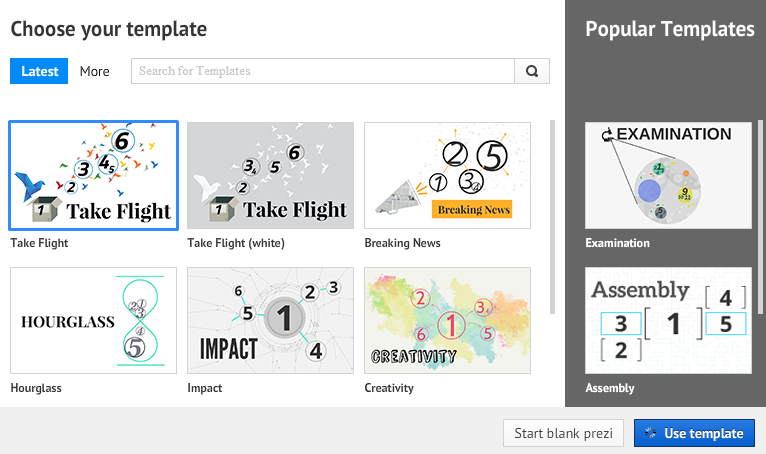 Choose your template
Popular Templates
Latest
More
Search for Templates
6
3
4
5
2
1
Take Flight
Take Flight
3
4
5
6
2
1
Take Flight
Take Flight (white)
2
5
1
3
4
Breaking News
Breaking News
EXAMINATION
1
9
5
Examination
HOURGLASS
2
1
3
4
5
Hourglass
6
5
2
3
1
4
IMPACT
Impact
2
3
4
1
6
5
CREATIVITY
Creativity
Assembly
4
3
1
5
2
Assembly
Start blank prezi
Use template